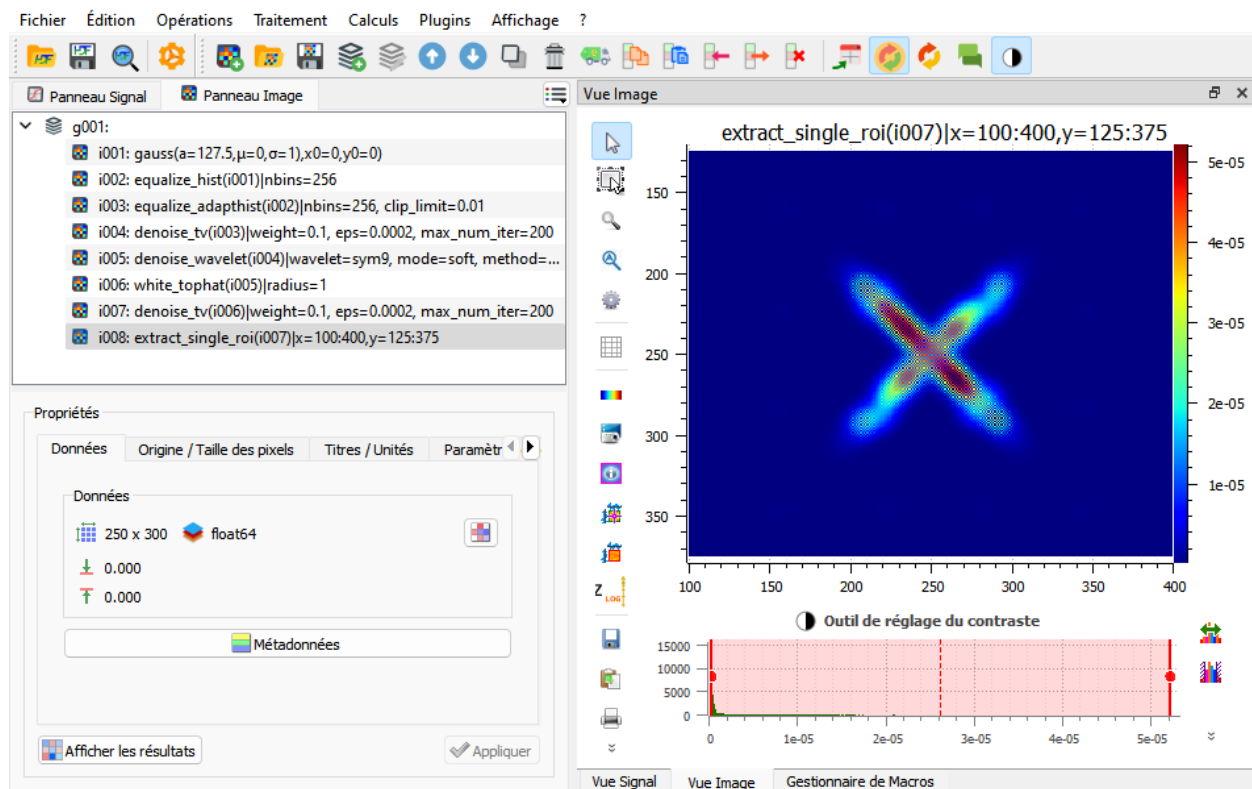 Fichier Édition Opérations Traitement Calculs Plugins Affichage ?
Panneau Signal Panneau Image
g001:
i001: gauss(a=127.5,μ=0,σ=1),x0=0,y0=0)
i002: equalize_hist(i001)|nbins=256
i003: equalize_adapthist(i002)|nbins=256, clip_limit=0.01
i004: denoise_tv(i003)|weight=0.1, eps=0.0002, max_num_iter=200
i005: denoise_wavelet(i004)|wavelet=sym9, mode=soft, method=...
i006: white_tophat(i005)|radius=1
i007: denoise_tv(i006)|weight=0.1, eps=0.0002, max_num_iter=200
i008: extract_single_roi(i007)|x=100:400,y=125:375
Propriétés
Données Origine / Taille des pixels Titres / Unités Paramètr
Données
250 x 300 float64
0.000
0.000
Métadonnées
Afficher les résultats Appliquer
Vue Image
extract_single_roi(i007)|x=100:400,y=125:375
150
200
250
300
350
100 150 200 250 300 350 400
5e-05
4e-05
3e-05
2e-05
1e-05
Z LOG
Outil de réglage du contraste
15000
10000
5000
0
0 1e-05 2e-05 3e-05 4e-05 5e-05
Vue Signal Vue Image Gestionnaire de Macros